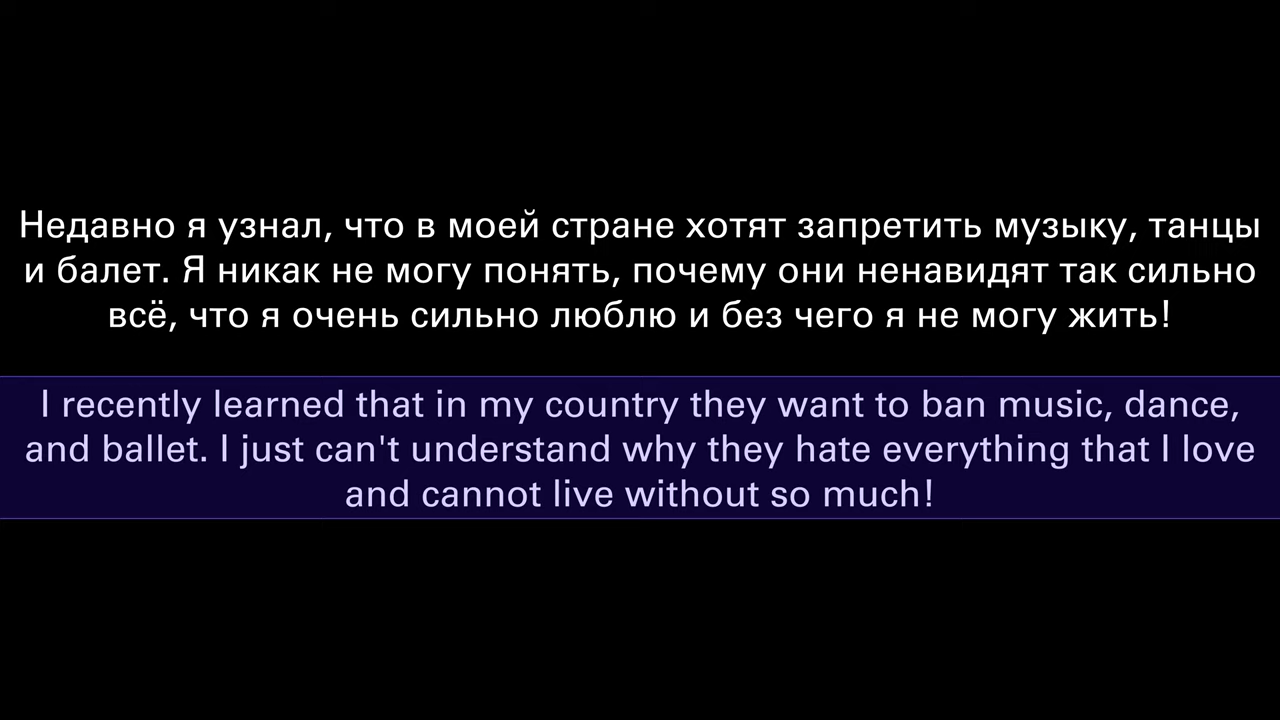 Недавно я узнал, что в моей стране хотят запретить музыку, танцы
и балет. Я никак не могу понять, почему они ненавидят так сильно
всё, что я очень сильно люблю и без чего я не могу жить!
I recently learned that in my country they want to ban music, dance,
and ballet. I just can't understand why they hate everything that I love
and cannot live without so much!